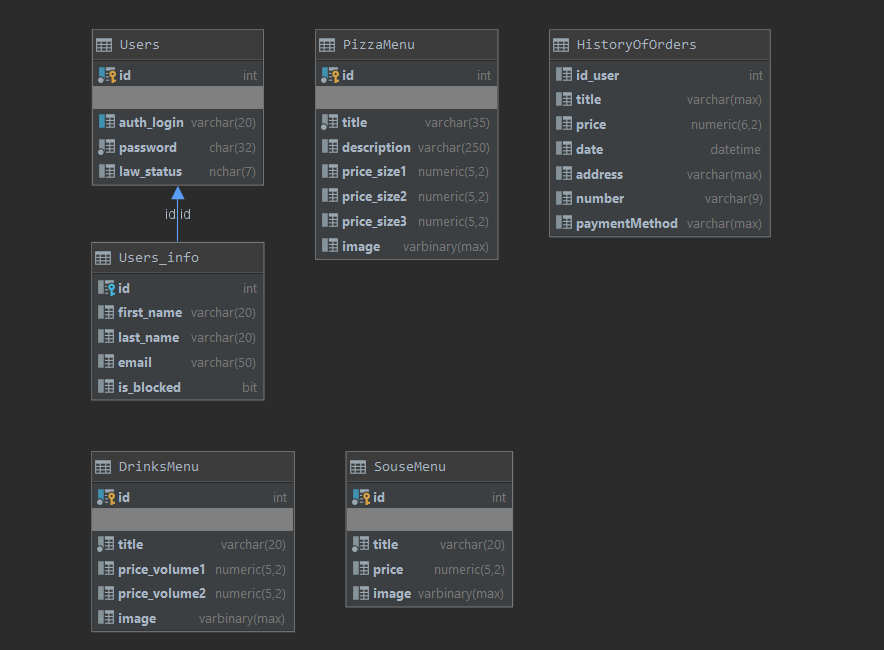 Users
id int
auth_login varchar(20)
password char(32)
law_status nchar(7)
id:id
Users_info
id int
first_name varchar(20)
last_name varchar(20)
email varchar(50)
is_blocked bit
PizzaMenu
id int
title varchar(35)
description varchar(250)
price_size1 numeric(5,2)
price_size2 numeric(5,2)
price_size3 numeric(5,2)
image varbinary(max)
HistoryOfOrders
id_user int
title varchar(max)
price numeric(6,2)
date datetime
address varchar(max)
number varchar(9)
paymentMethod varchar(max)
DrinksMenu
id int
title varchar(20)
price_volume1 numeric(5,2)
price_volume2 numeric(5,2)
image varbinary(max)
SouseMenu
id int
title varchar(20)
price numeric(5,2)
image varbinary(max)